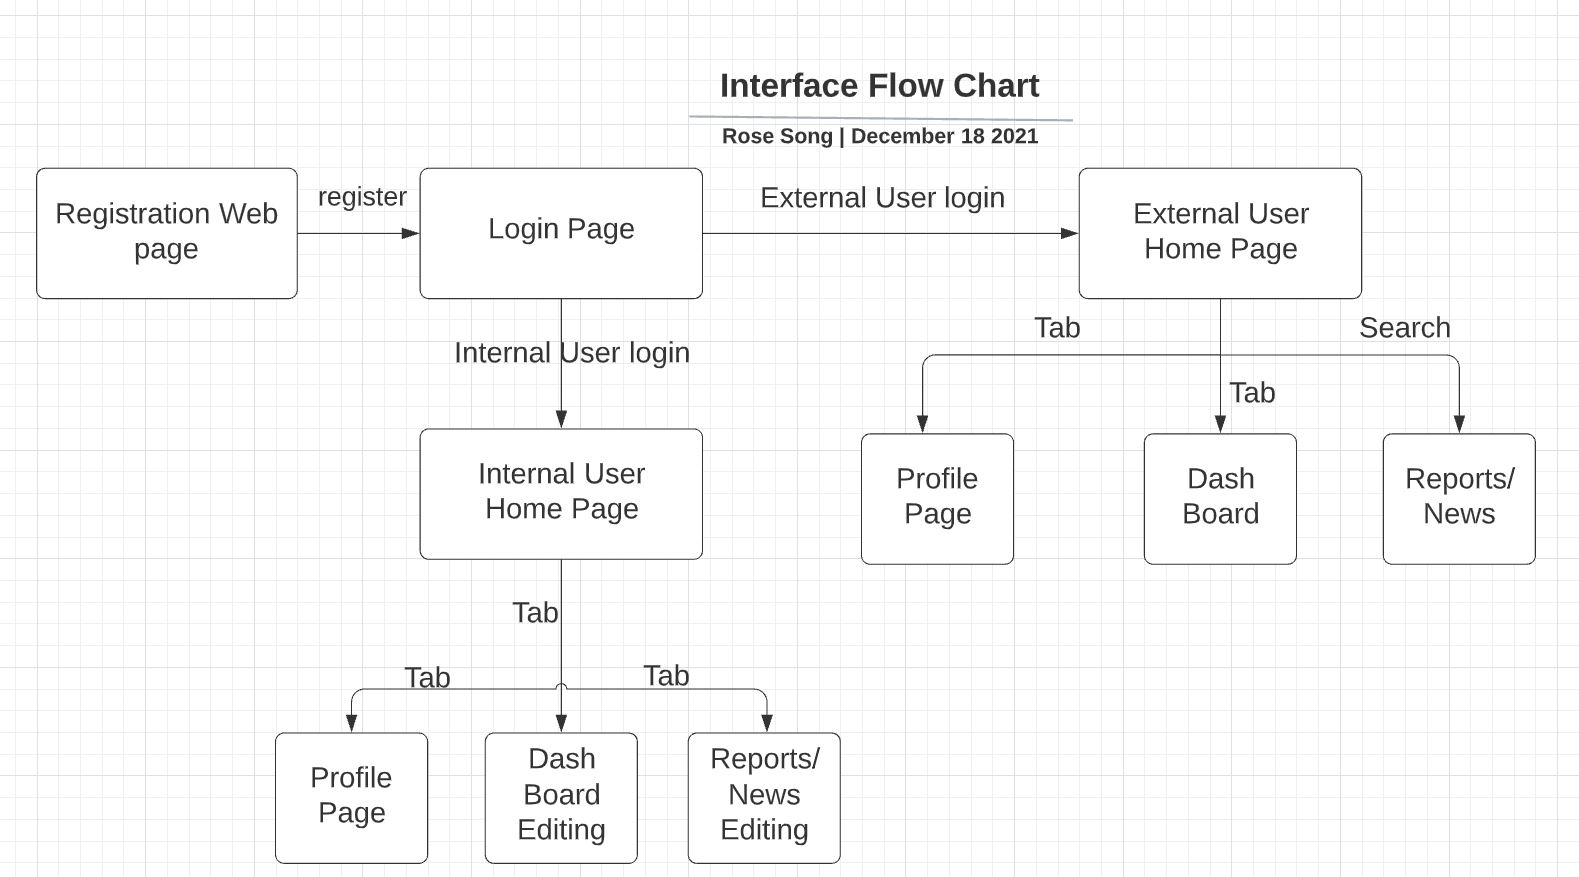 Interface Flow Chart
Rose Song | December 18 2021
Registration Web
page
register
Login Page
External User login
External User
Home Page
Internal User login
Tab
Search
Tab
Internal User
Home Page
Profile
Page
Dash
Board
Reports/
News
Tab
Tab
Tab
Profile
Page
Dash
Board
Editing
Reports/
News
Editing